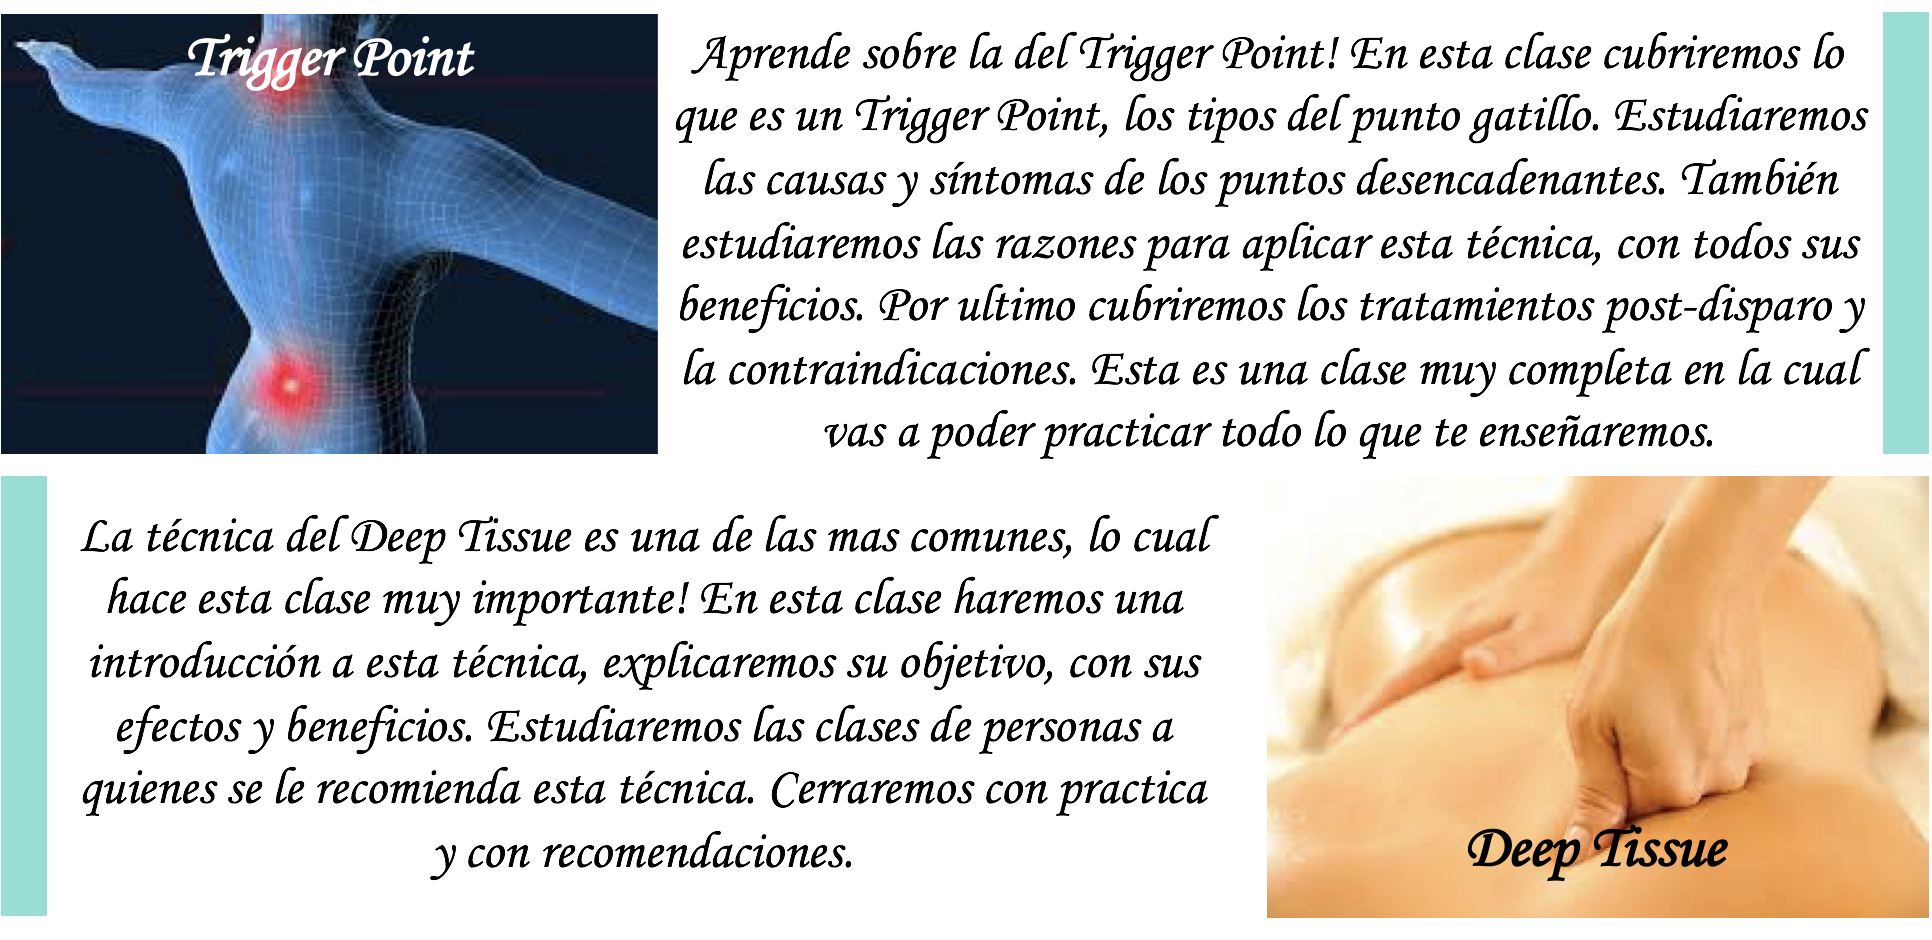 Trigger Point
Aprende sobre la del Trigger Point! En esta clase cubriremos lo
que es un Trigger Point, los tipos del punto gatillo. Estudiaremos
las causas y síntomas de los puntos desencadenantes. También
estudiaremos las razones para aplicar esta técnica, con todos sus
beneficios. Por ultimo cubriremos los tratamientos post-disparo y
la contraindicaciones. Esta es una clase muy completa en la cual
vas a poder practicar todo lo que te enseñaremos.
La técnica del Deep Tissue es una de las mas comunes, lo cual
hace esta clase muy importante! En esta clase haremos una
introducción a esta técnica, explicaremos su objetivo, con sus
efectos y beneficios. Estudiaremos las clases de personas a
quienes se le recomienda esta técnica. Cerraremos con practica
y con recomendaciones.
Deep Tissue